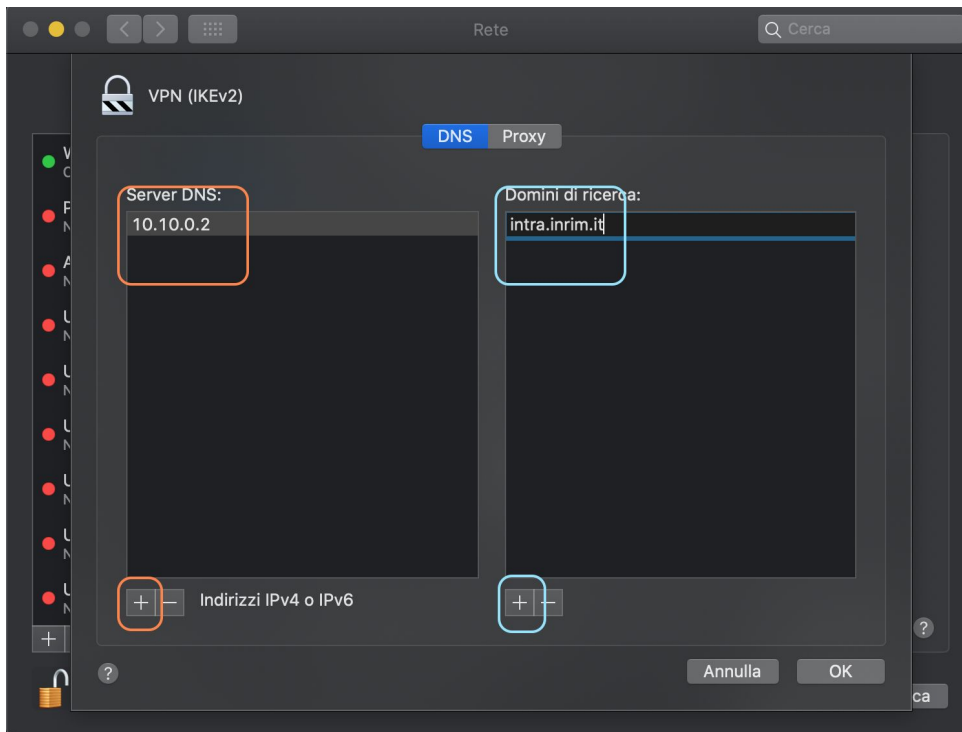 Rete
Cerca
VPN (IKEv2)
DNS
Proxy
Server DNS:
Domini di ricerca:
10.10.0.2
intra.inrim.it
Indirizzi IPv4 o IPv6
?
?
Annulla
OK